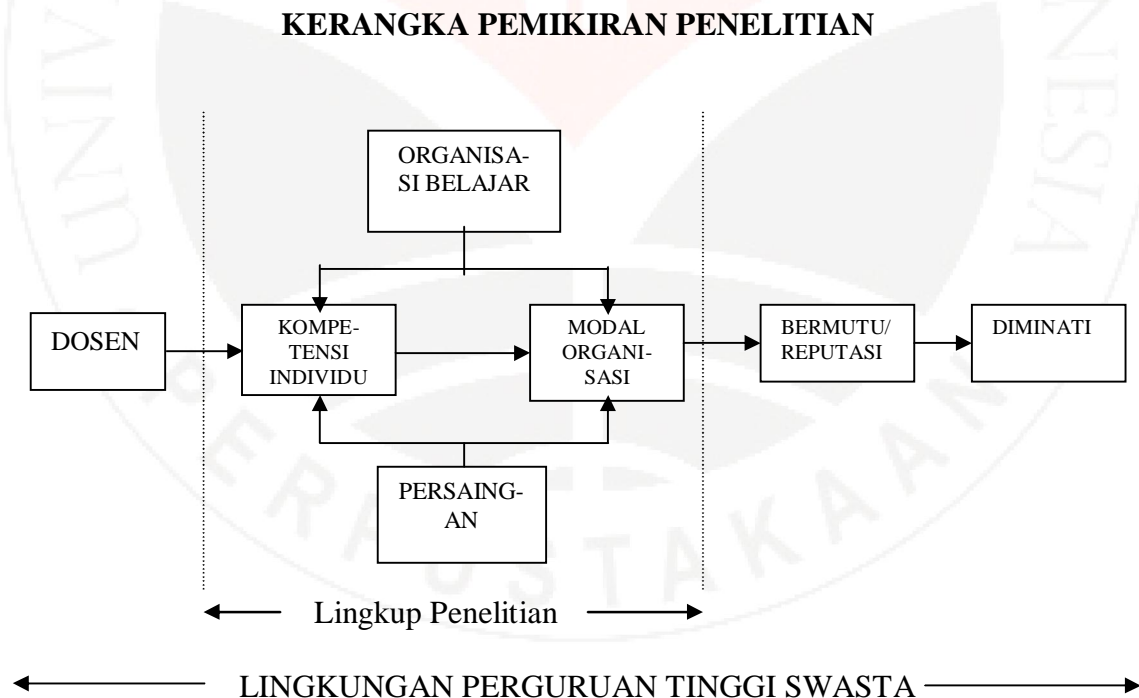 KERANGKA PEMIKIRAN PENELITIAN
ORGANISA-
SI BELAJAR
DOSEN
KOMPE-
TENSI
INDIVIDU
MODAL
ORGANI-
SASI
BERMUTU/
REPUTASI
DIMINATI
PERSAING-
AN
Lingkup Penelitian
LINGKUNGAN PERGURUAN TINGGI SWASTA
PERPUSTAKAAN